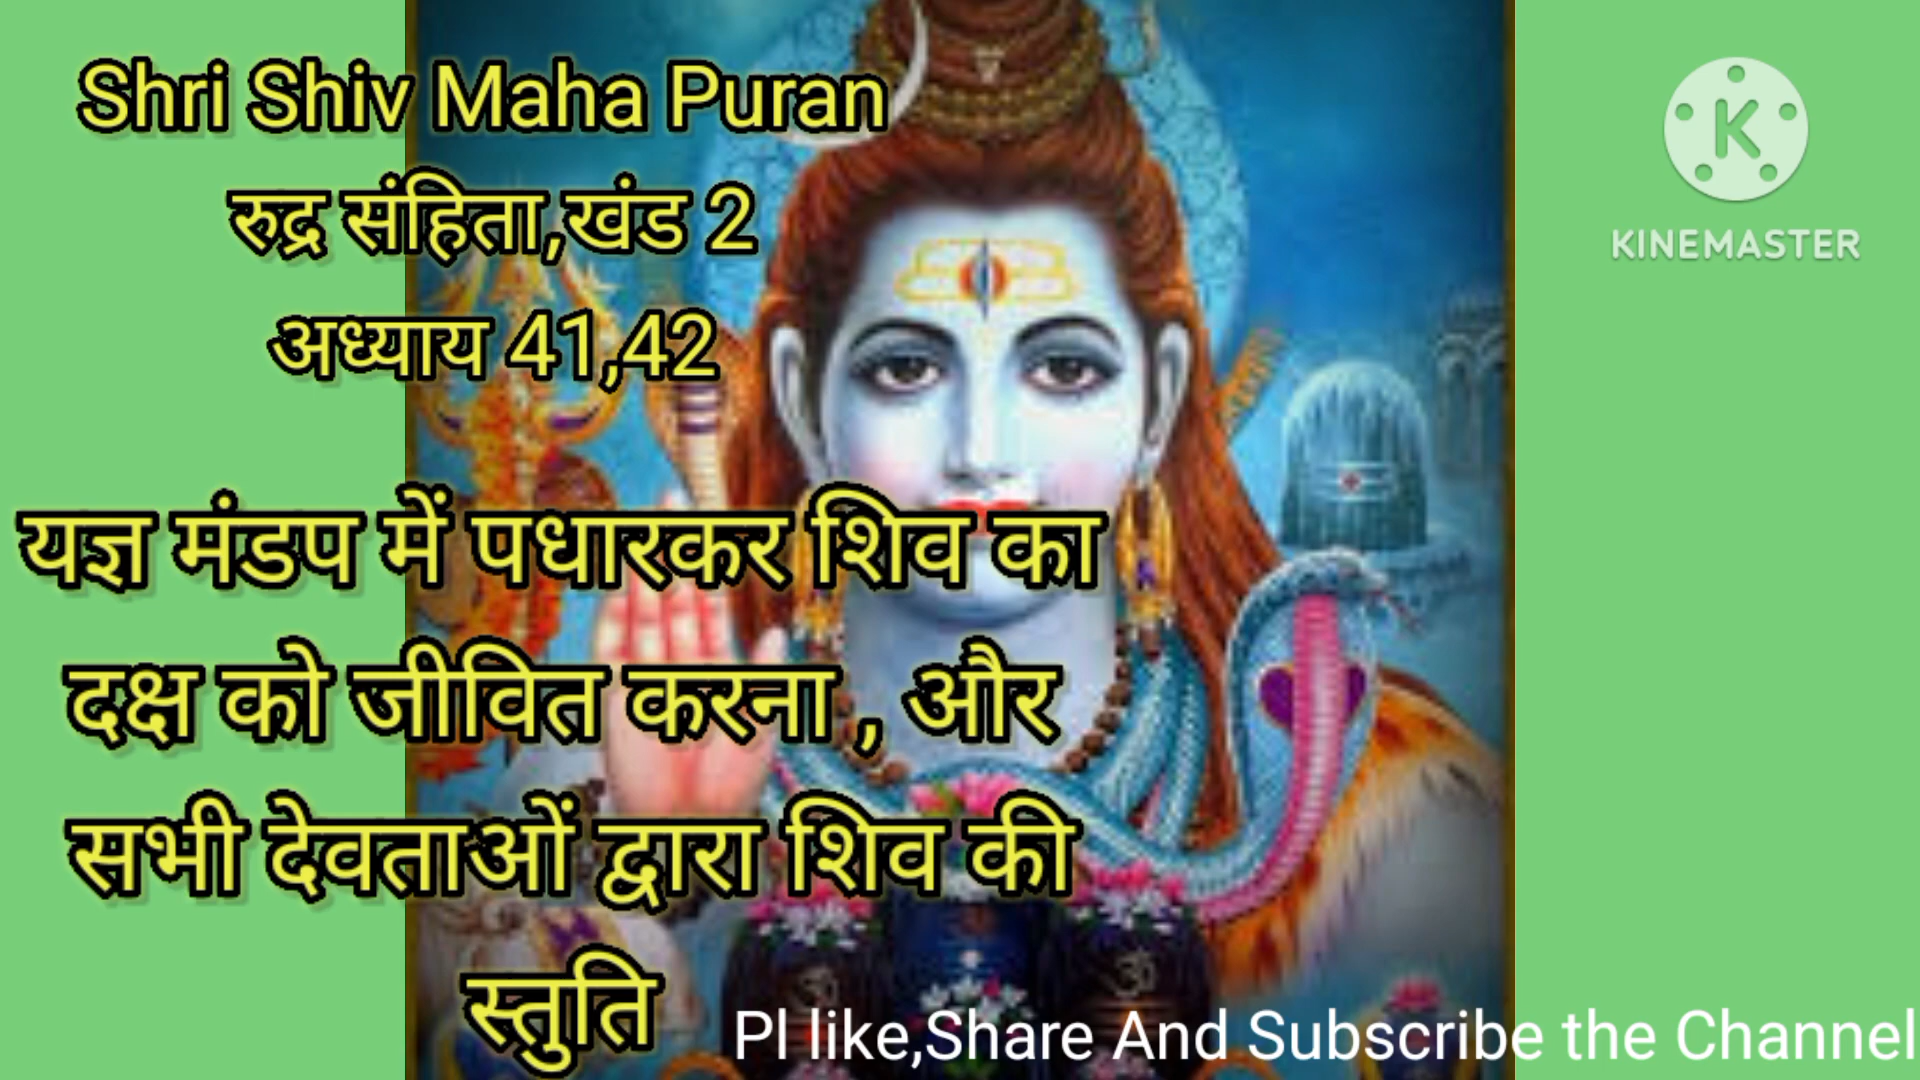 Shri Shiv Maha Puran
रुद्र संहिता,खंड 2
अध्याय 41,42
यज्ञ मंडप में पधारकर शिव का
दक्ष को जीवित करना , और
सभी देवताओं द्वारा शिव की
स्तुति
Pl like,Share And Subscribe the Channel
K
KINEMASTER
ॐ
ॐ